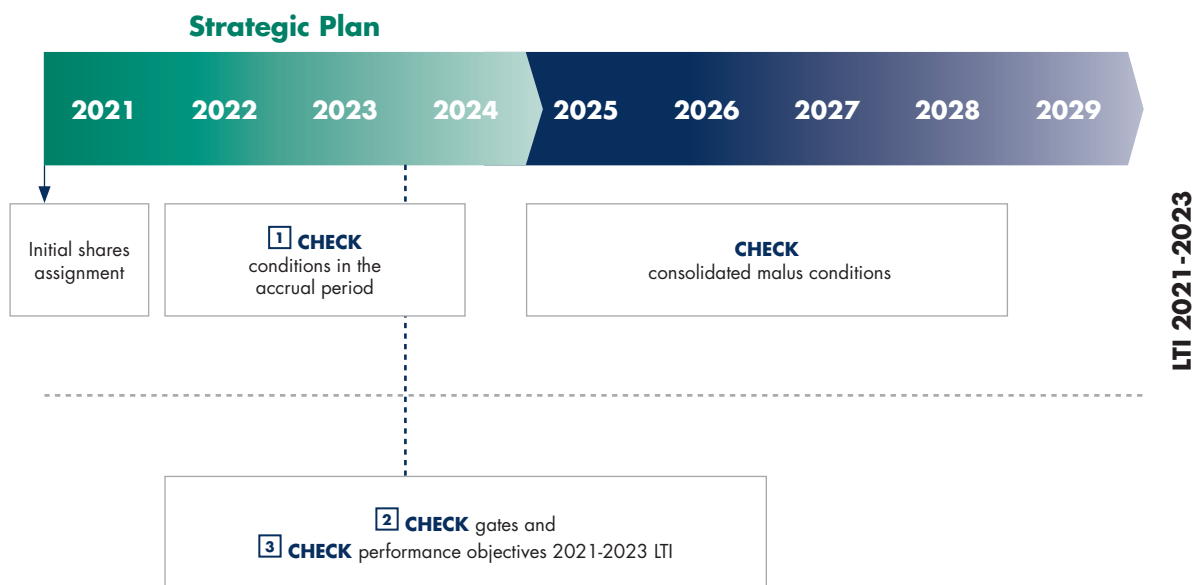 Strategic Plan
2021 2022 2023 2024 2025 2026 2027 2028 2029
Initial shares
assignment
1 CHECK
conditions in the
accrual period
CHECK
consolidated malus conditions
LTI 2021-2023
2 CHECK gates and
3 CHECK performance objectives 2021-2023 LTI